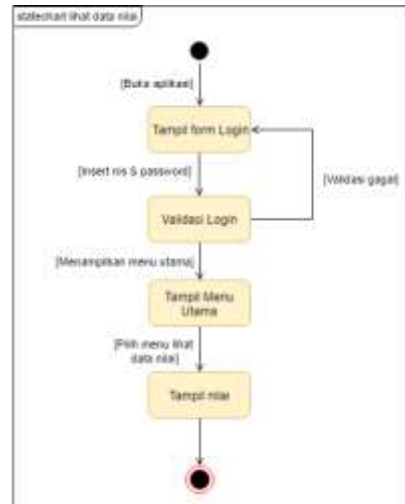 statechart lihat data nilai
[Buka aplikasi]
Tampil form Login
[Insert nis & password]
[Validasi gagal]
Validasi Login
[Menampilkan menu utama]
Tampil Menu
Utama
[Pilih menu lihat
data nilai]
Tampil nilai